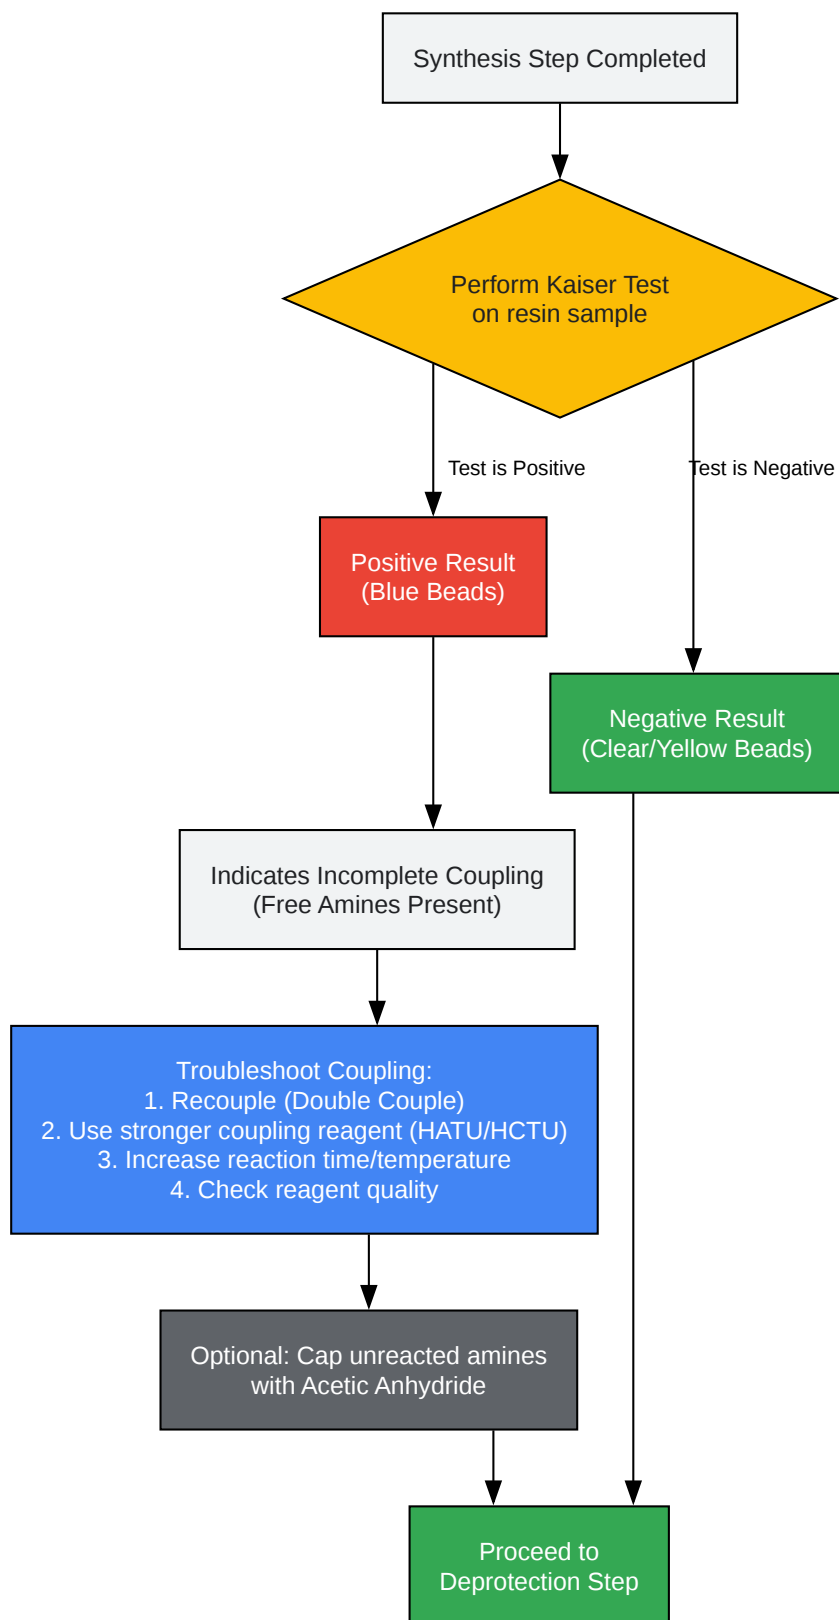 Synthesis Step Completed
Perform Kaiser Test
on resin sample
Test is Positive
Test is Negative
Positive Result
(Blue Beads)
Negative Result
(Clear/Yellow Beads)
Indicates Incomplete Coupling
(Free Amines Present)
Troubleshoot Coupling:
1. Recouple (Double Couple)
2. Use stronger coupling reagent (HATU/HCTU)
3. Increase reaction time/temperature
4. Check reagent quality
Optional: Cap unreacted amines
with Acetic Anhydride
Proceed to
Deprotection Step